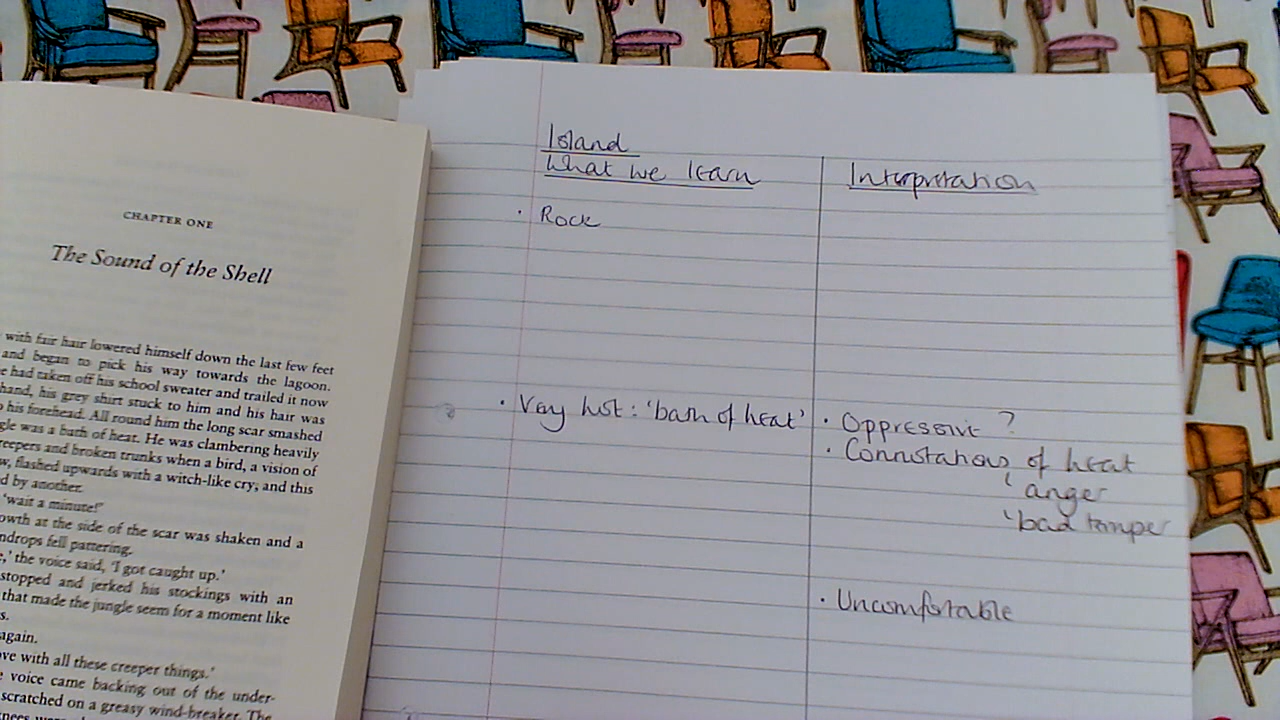 CHAPTER ONE
The Sound of the Shell
with fair hair lowered himself down the last few feet
and began to pick his way towards the lagoon.
had taken off his school sweater and trailed it now
hand, his grey shirt stuck to him and his hair was
his forehead. All round him the long scar smashed
was a bath of heat. He was clambering heavily
creepers and broken trunks when a bird, a vision of
flashed upwards with a witch-like cry; and this
by another.
'wait a minute!'
at the side of the scar was shaken and a
fell pattering.
the voice said, 'I got caught up.'
stopped and jerked his stockings with an
that made the jungle seem for a moment like
again.
with all these creeper things.'
voice came backing out of the under-
scratched on a greasy wind-breaker. The
were
Island
What we learn
Interpretation
· Rock
· Very hot: 'bath of heat'
· Oppressive ?
· Connotations of heat
anger
bad temper
· Uncomfortable